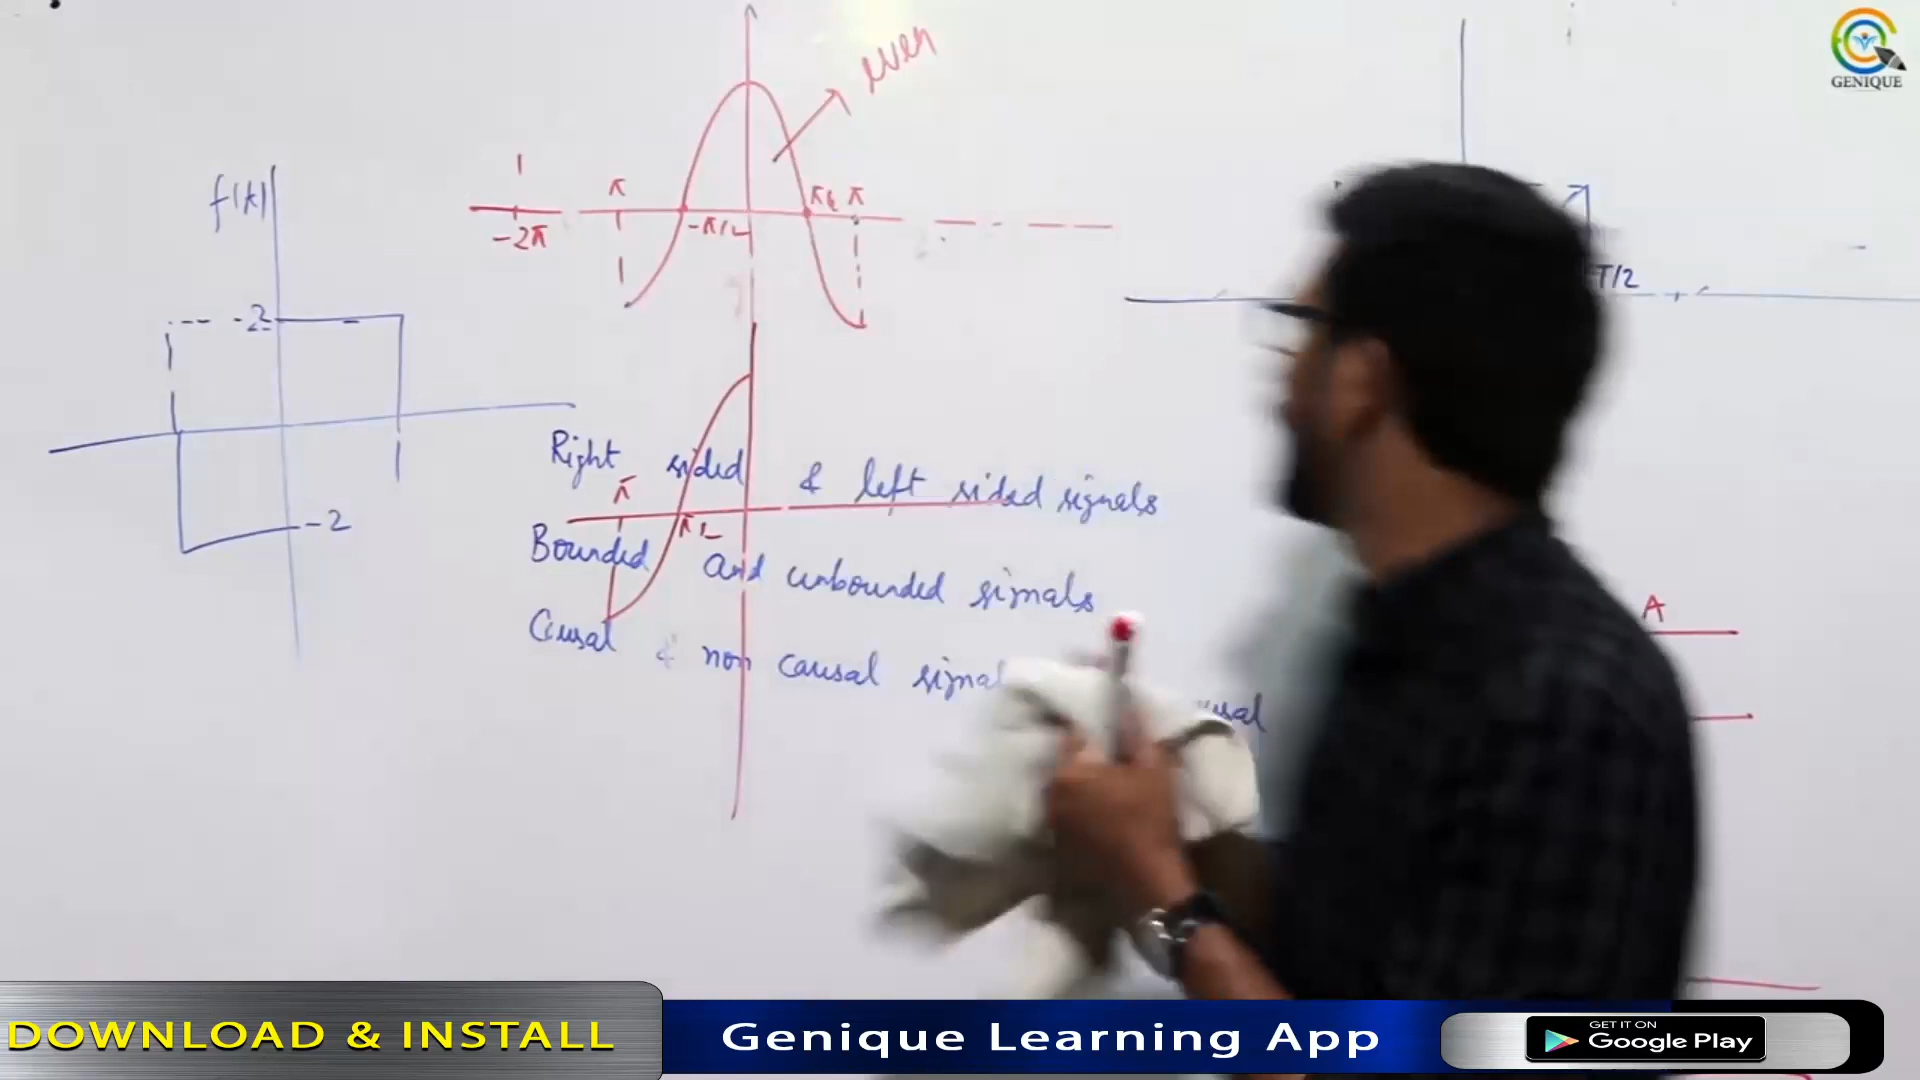 GENIQUE
even
f(t)
π
π/2 π
-2π
-π/2
T/2
2
Right sided & left sided signals
π
π/2
-2
Bounded and unbounded signals
A
Causal & non causal signal
DOWNLOAD & INSTALL
Genique Learning App
GET IT ON
Google Play